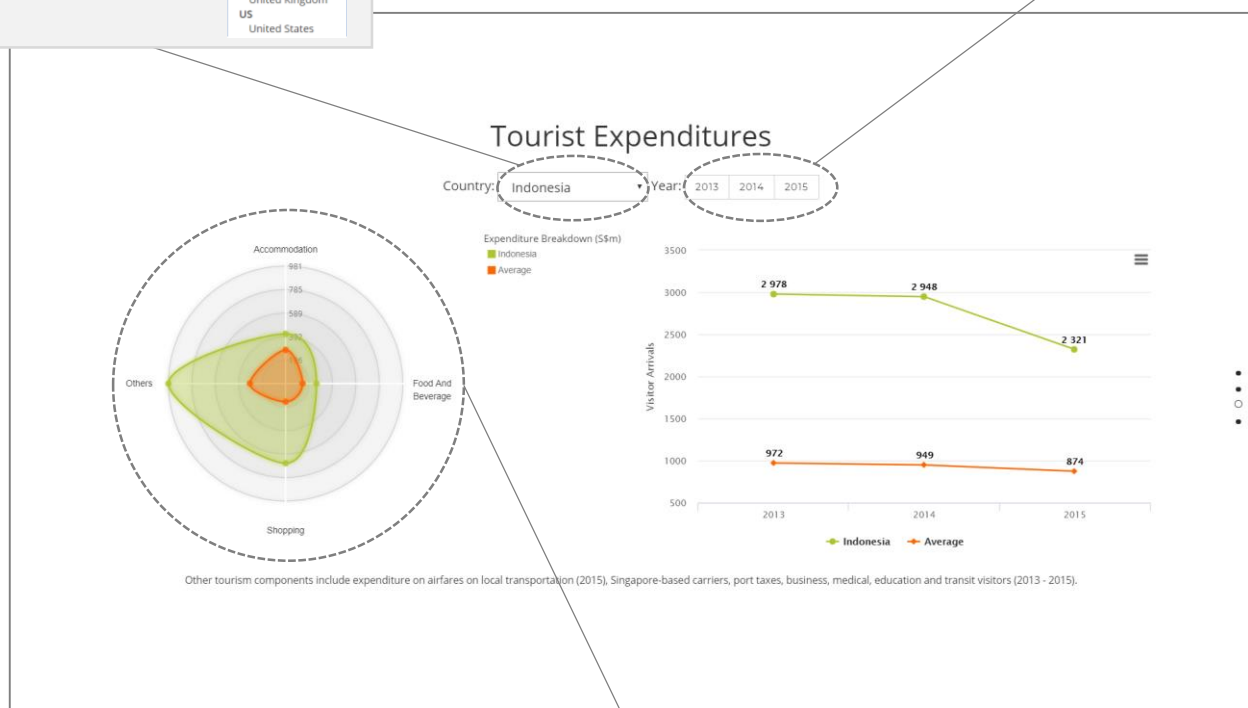 United Kingdom
US
United States
Tourist Expenditures
Country: Indonesia Year: 2013 2014 2015
Expenditure Breakdown (S$m)
Indonesia
Average
Accommodation
981
785
589
Others
Food And
Beverage
Shopping
3500
3000
2500
2000
1500
1000
500
Visitor Arrivals
2 978
2 948
2 321
972
949
874
2013
2014
2015
Indonesia Average
Other tourism components include expenditure on airfares on local transportation (2015), Singapore-based carriers, port taxes, business, medical, education and transit visitors (2013 - 2015).